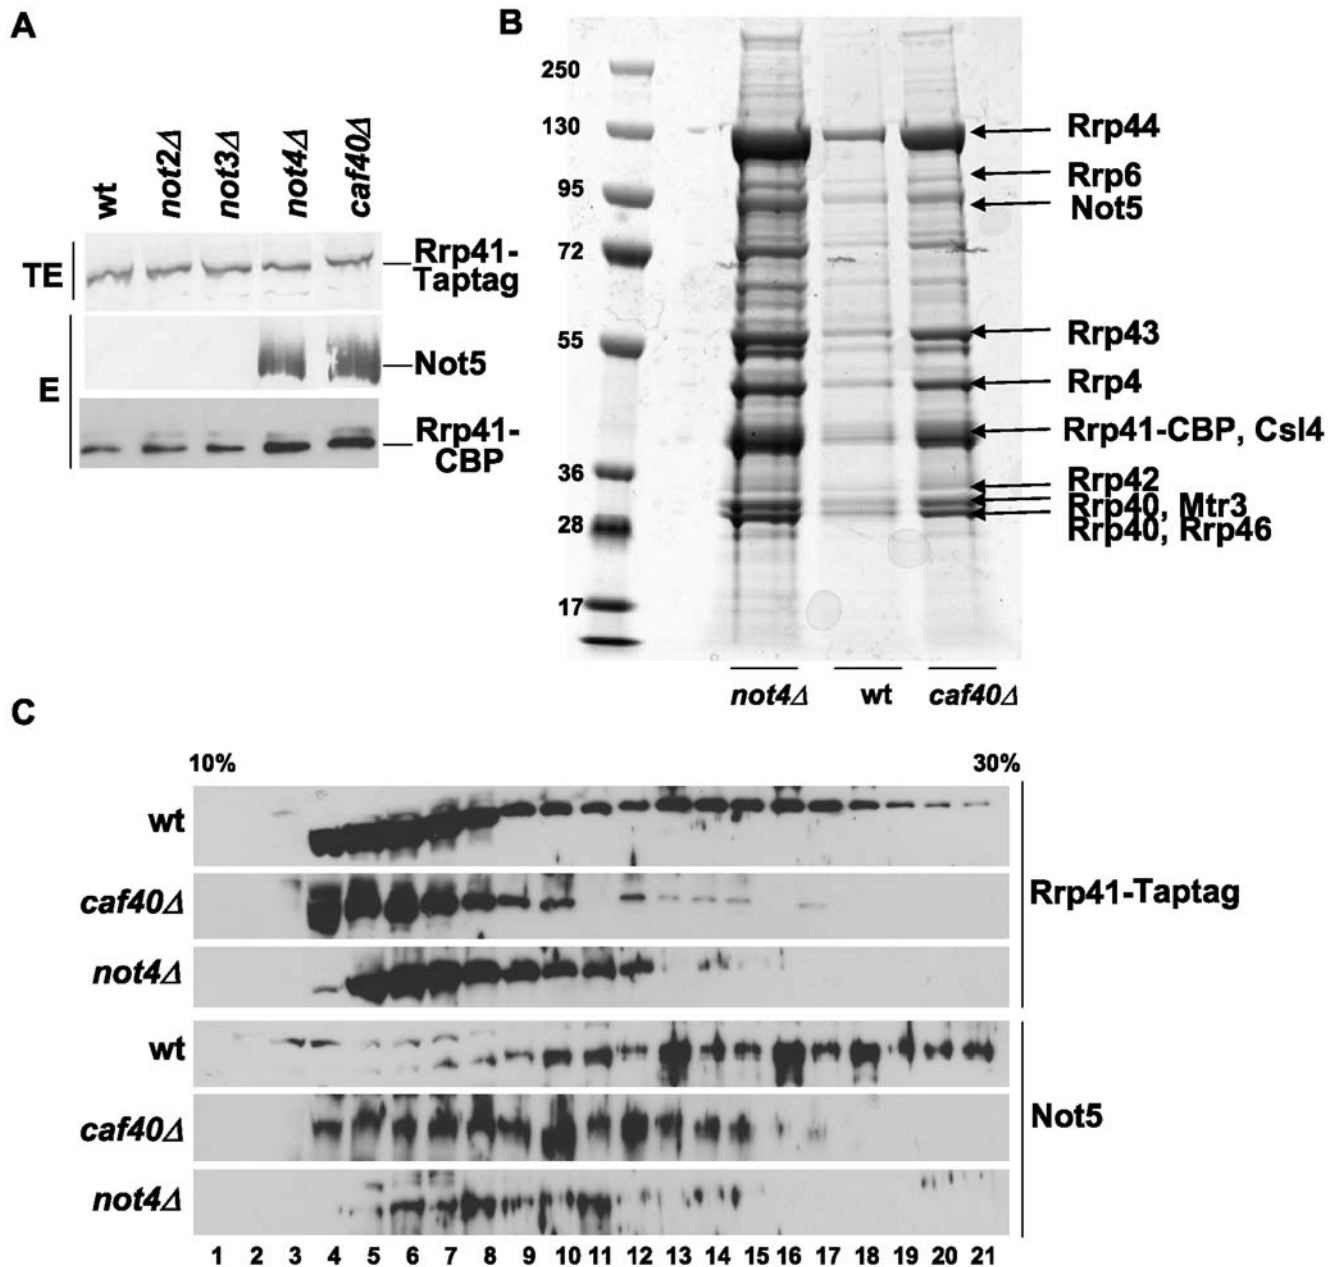 A
wt
not2Δ
not3Δ
not4Δ
caf40Δ
TE
Rrp41-
Taptag
E
Not5
Rrp41-
CBP
B
250
130
95
72
55
36
28
17
Rrp44
Rrp6
Not5
Rrp43
Rrp4
Rrp41-CBP, Csl4
Rrp42
Rrp40, Mtr3
Rrp40, Rrp46
not4Δ wt caf40Δ
C
10% 30%
wt
caf40Δ
not4Δ
Rrp41-Taptag
wt
caf40Δ
not4Δ
Not5
1 2 3 4 5 6 7 8 9 10 11 12 13 14 15 16 17 18 19 20 21